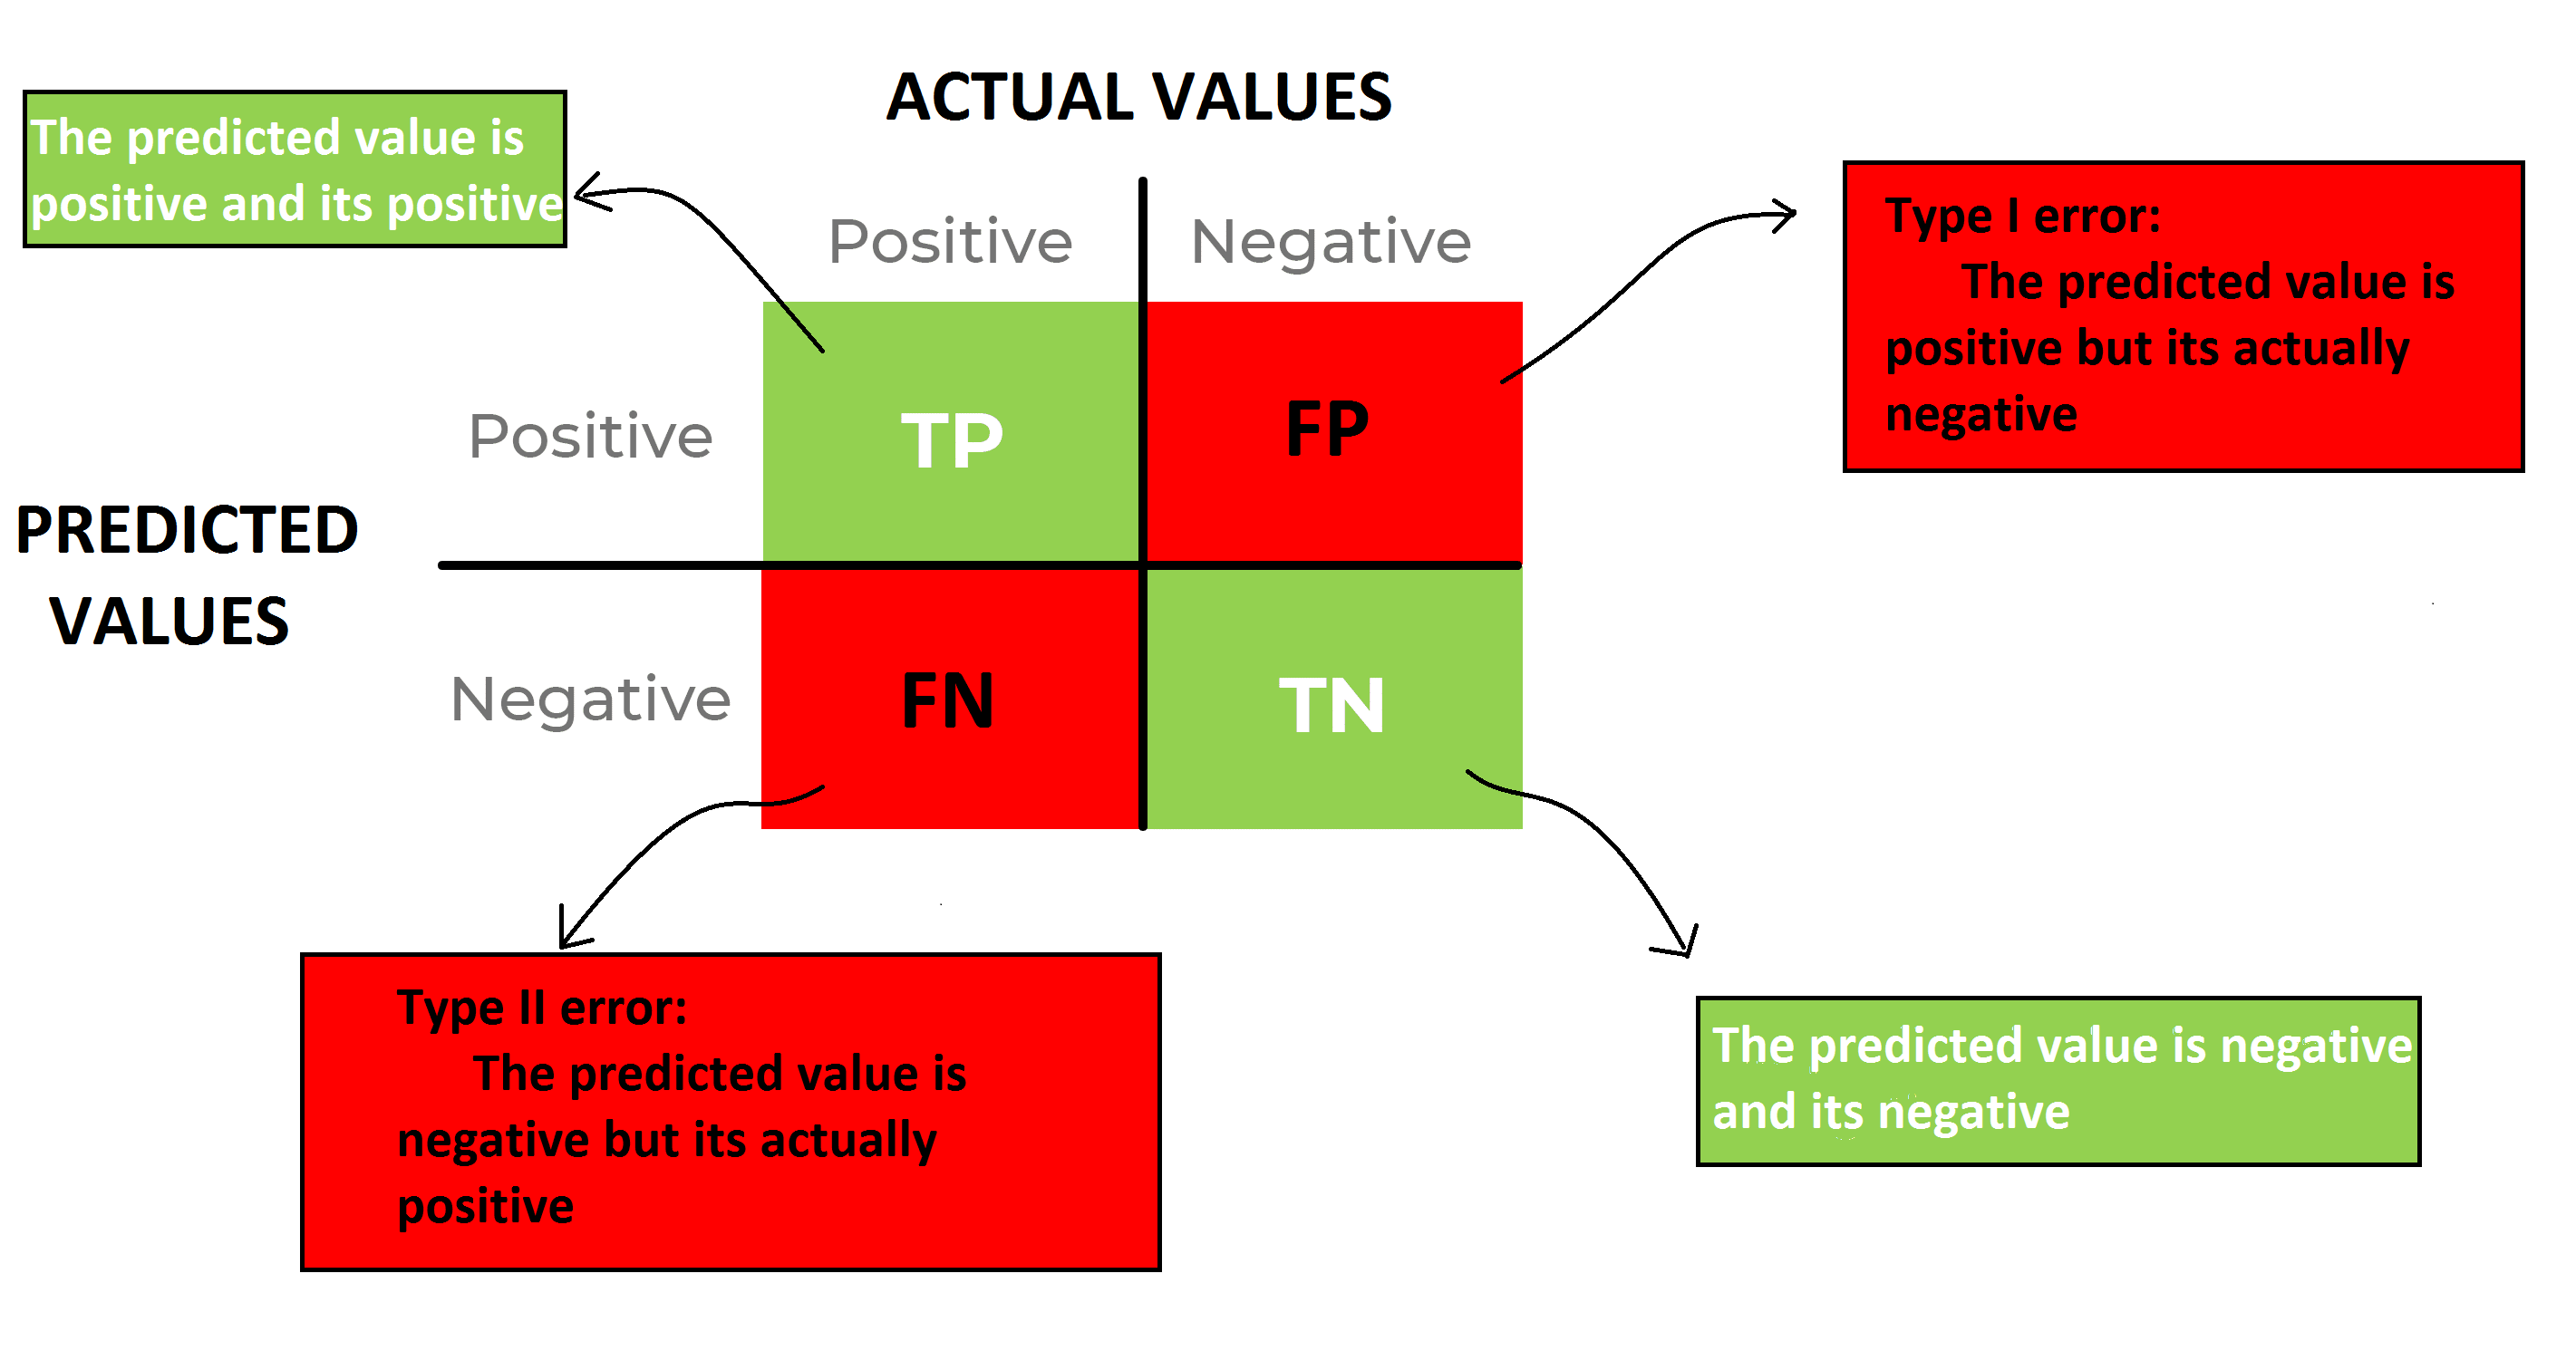 ACTUAL VALUES
The predicted value is
positive and its positive
Positive
Negative
Type I error:
The predicted value is
positive but its actually
negative
Positive
TP
FP
PREDICTED
VALUES
Negative
FN
TN
Type II error:
The predicted value is
negative but its actually
positive
The predicted value is negative
and its negative